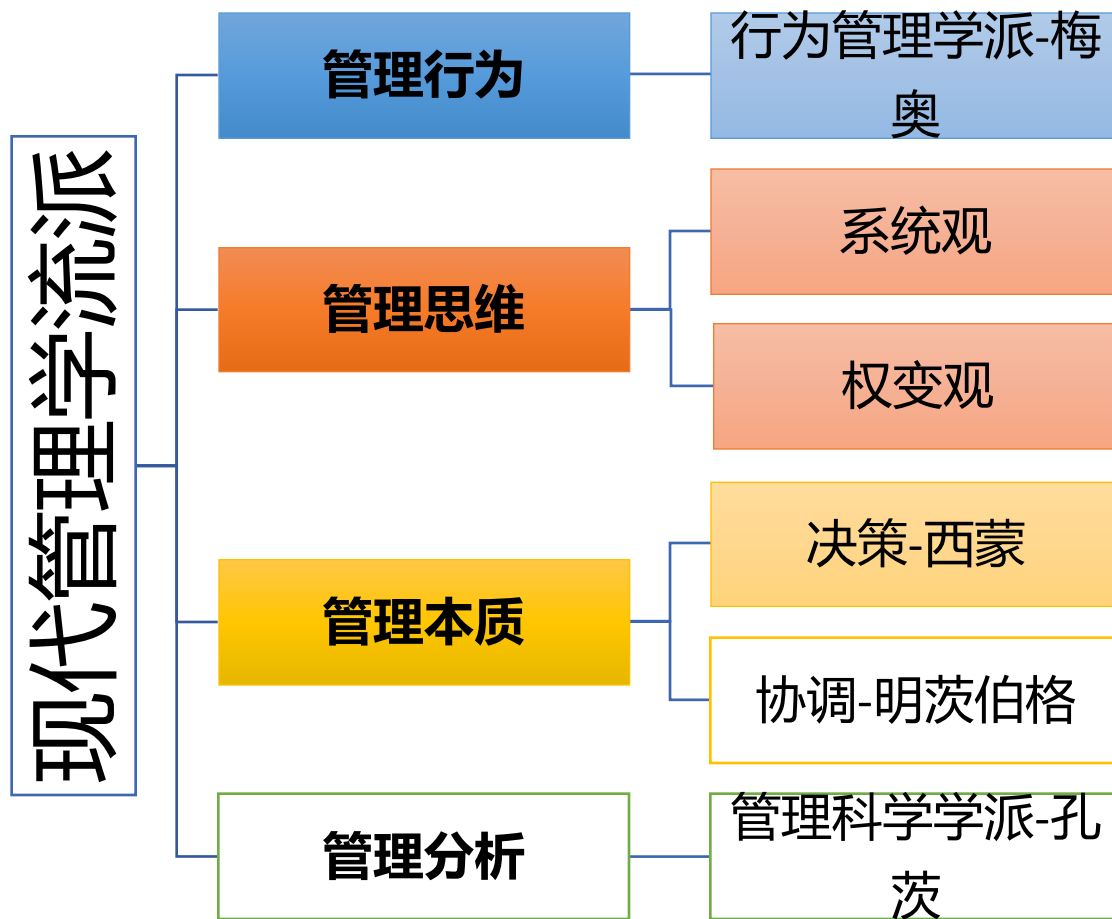 现代管理学流派
管理行为
行为管理学派-梅
奥
管理思维
系统观
权变观
管理本质
决策-西蒙
协调-明茨伯格
管理分析
管理科学学派-孔
茨